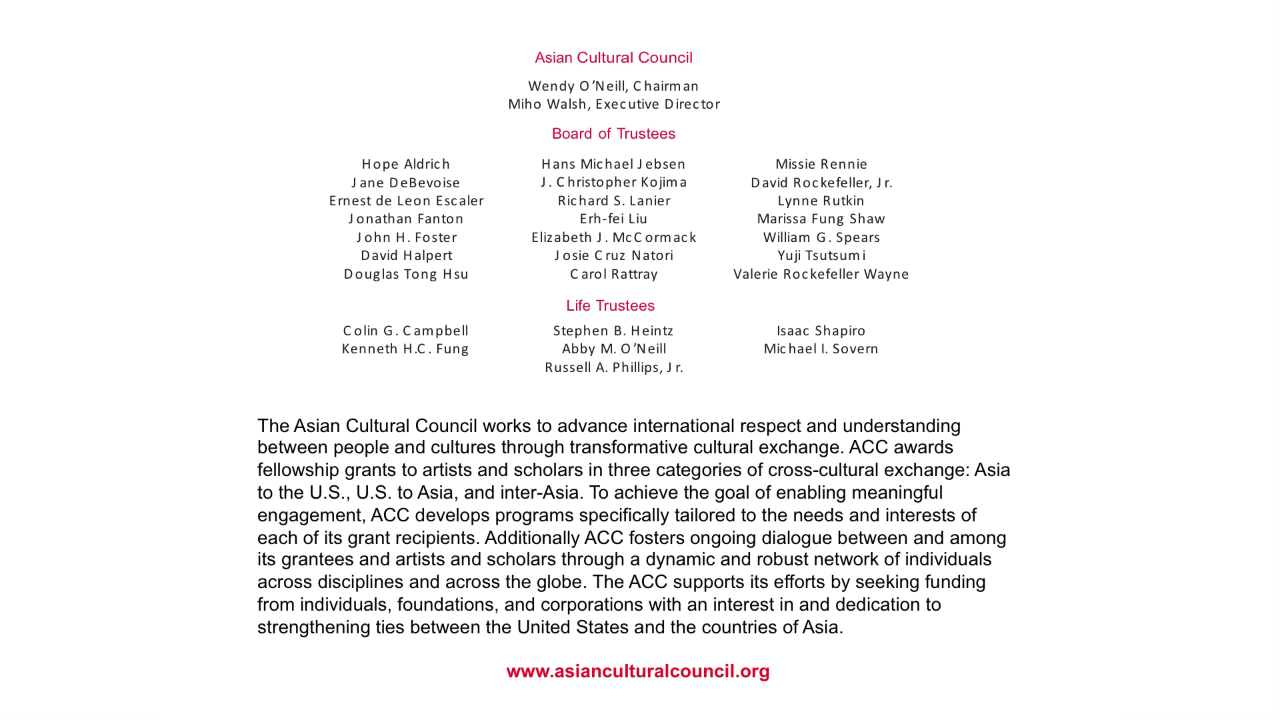 Asian Cultural Council
Wendy O’Neill, Chairman
Miho Walsh, Executive Director
Board of Trustees
Hope Aldrich
Jane DeBevoise
Ernest de Leon Escaler
Jonathan Fanton
John H. Foster
David Halpert
Douglas Tong Hsu
Hans Michael Jebsen
J. Christopher Kojima
Richard S. Lanier
Erh-fei Liu
Elizabeth J. McCormack
Josie Cruz Natori
Carol Rattray
Missie Rennie
David Rockefeller, Jr.
Lynne Rutkin
Marissa Fung Shaw
William G. Spears
Yuji Tsutsumi
Valerie Rockefeller Wayne
Life Trustees
Colin G. Campbell
Kenneth H.C. Fung
Stephen B. Heintz
Abby M. O’Neill
Russell A. Phillips, Jr.
Isaac Shapiro
Michael I. Sovern
The Asian Cultural Council works to advance international respect and understanding
between people and cultures through transformative cultural exchange. ACC awards
fellowship grants to artists and scholars in three categories of cross-cultural exchange: Asia
to the U.S., U.S. to Asia, and inter-Asia. To achieve the goal of enabling meaningful
engagement, ACC develops programs specifically tailored to the needs and interests of
each of its grant recipients. Additionally ACC fosters ongoing dialogue between and among
its grantees and artists and scholars through a dynamic and robust network of individuals
across disciplines and across the globe. The ACC supports its efforts by seeking funding
from individuals, foundations, and corporations with an interest in and dedication to
strengthening ties between the United States and the countries of Asia.
www.asianculturalcouncil.org